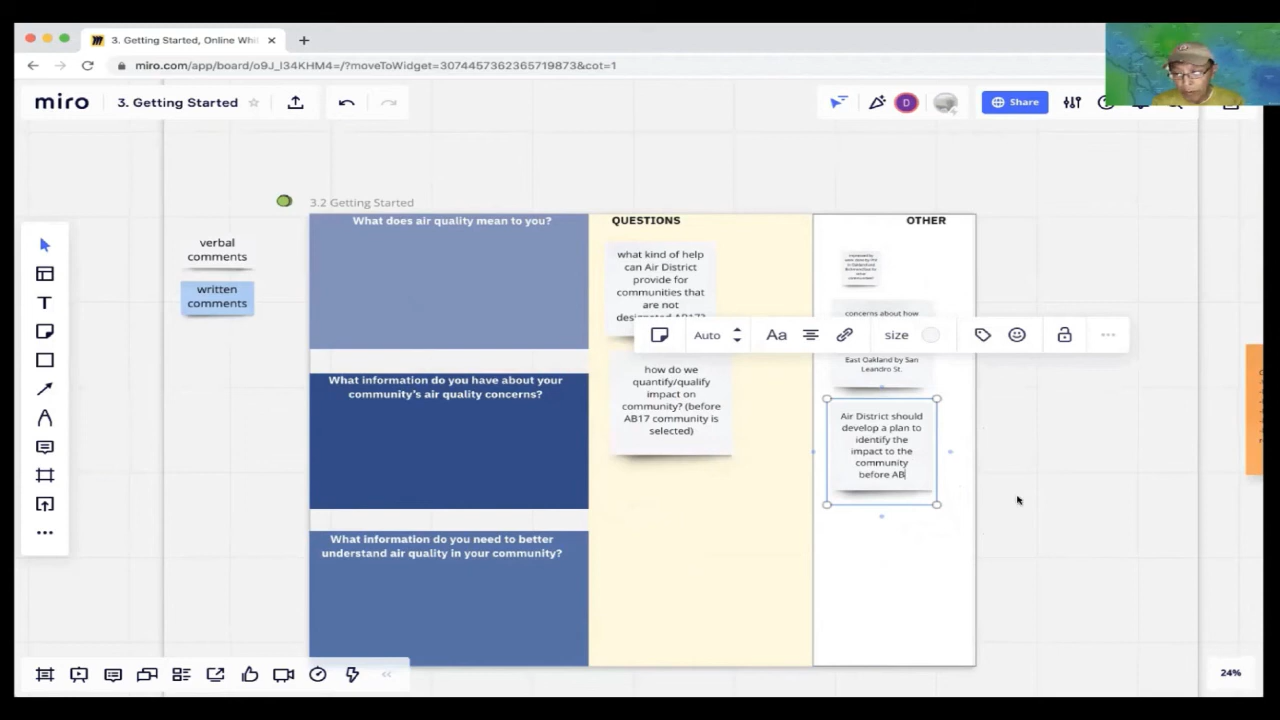 3. Getting Started, Online Whi
miro.com/app/board/o9J_l34KHM4=/?moveToWidget=3074457362365719873&cot=1
miro
3. Getting Started
D
Share
3.2 Getting Started
verbal
comments
written
comments
What does air quality mean to you?
What information do you have about your
community's air quality concerns?
What information do you need to better
understand air quality in your community?
QUESTIONS
what kind of help
can Air District
provide for
communities that
are not
designated AB17?
how do we
quantify/qualify
impact on
community? (before
AB17 community is
selected)
OTHER
concerns about how
East Oakland by San
Leandro St.
Auto
Aa
size
Air District should
develop a plan to
identify the
impact to the
community
before AB
24%